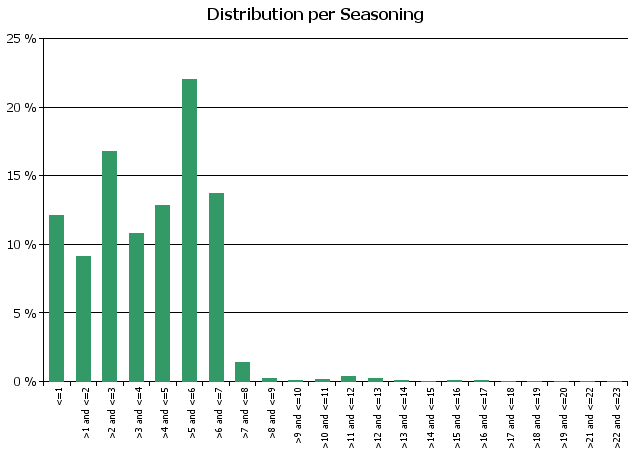 Distribution per Seasoning
25 %
20 %
15 %
10 %
5 %
0 %
<=1
>1 and <=2
>2 and <=3
>3 and <=4
>4 and <=5
>5 and <=6
>6 and <=7
>7 and <=8
>8 and <=9
>9 and <=10
>10 and <=11
>11 and <=12
>12 and <=13
>13 and <=14
>14 and <=15
>15 and <=16
>16 and <=17
>17 and <=18
>18 and <=19
>19 and <=20
>21 and <=22
>22 and <=23